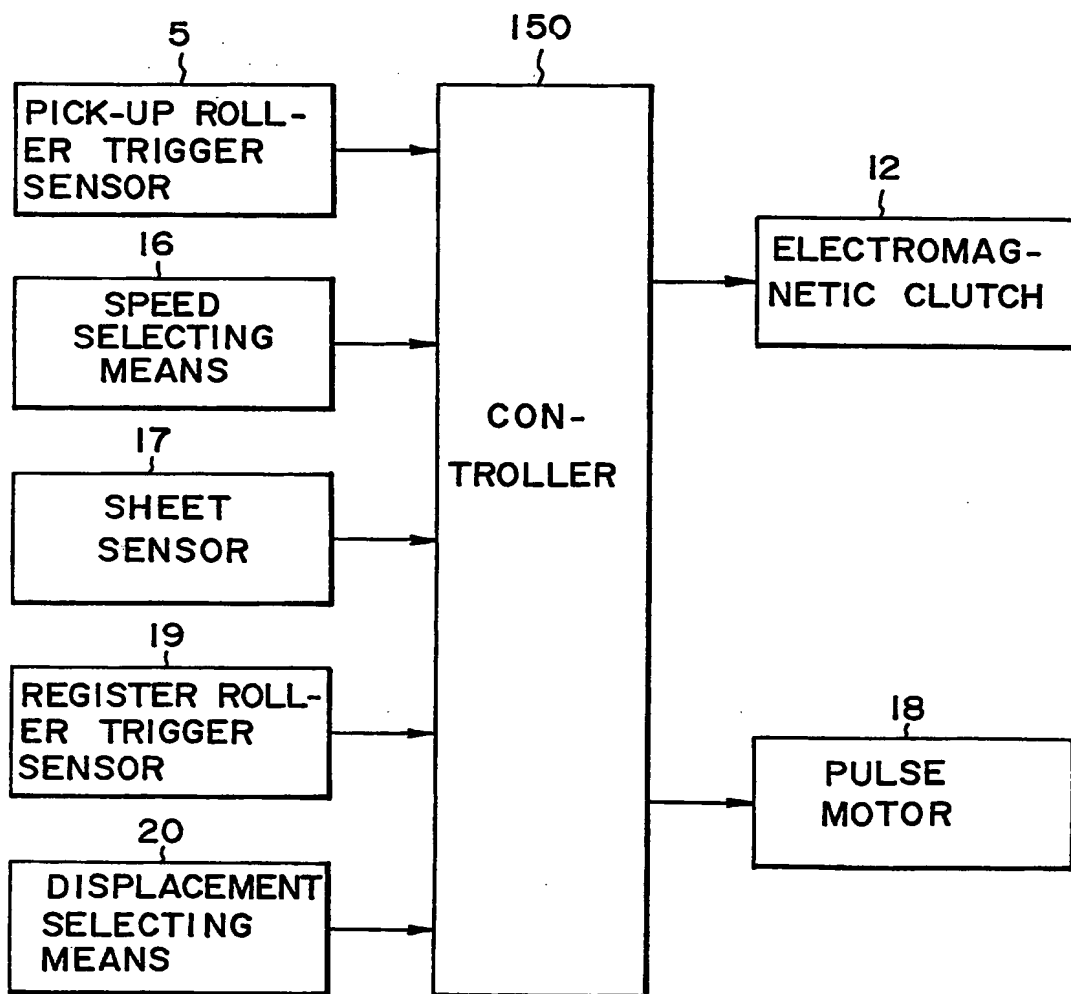 5
PICK-UP ROLL-
ER TRIGGER
SENSOR
16
SPEED
SELECTING
MEANS
17
SHEET
SENSOR
19
REGISTER ROLL-
ER TRIGGER
SENSOR
20
DISPLACEMENT
SELECTING
MEANS
150
CON-
TROLLER
12
ELECTROMAG-
NETIC CLUTCH
18
PULSE
MOTOR